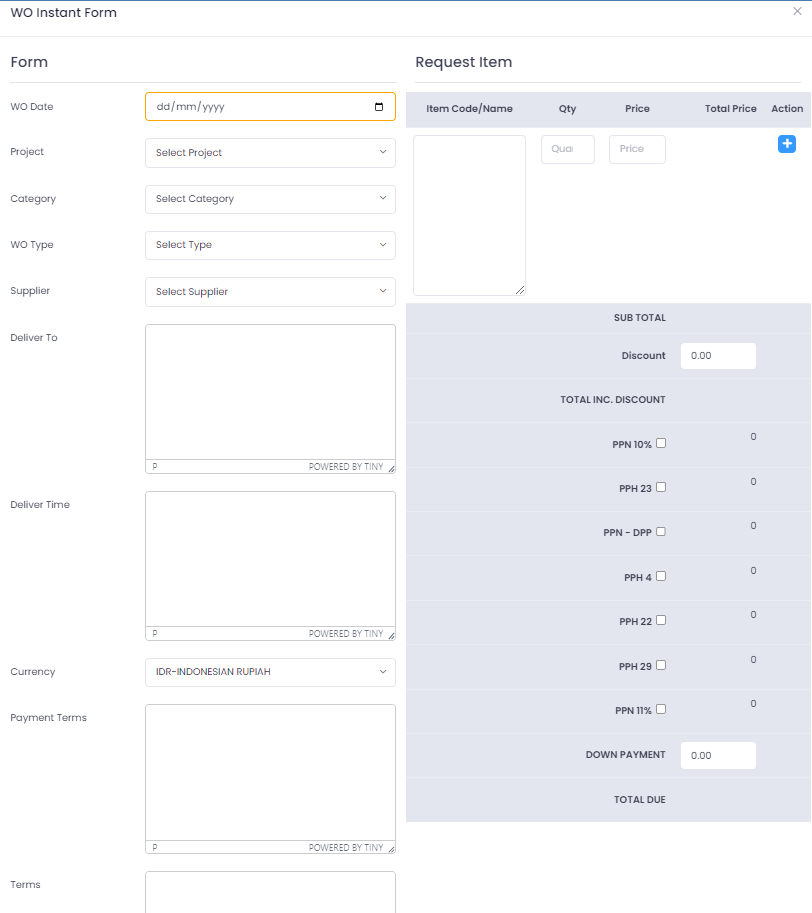 WO Instant Form
Form
WO Date
dd/mm/yyyy
Project
Select Project
Category
Select Category
WO Type
Select Type
Supplier
Select Supplier
Deliver To
P
POWERED BY TINY
Deliver Time
P
POWERED BY TINY
Currency
IDR-INDONESIAN RUPIAH
Payment Terms
P
POWERED BY TINY
Terms
Request Item
Item Code/Name Qty Price Total Price Action
Price
SUB TOTAL
Discount 0.00
TOTAL INC. DISCOUNT
PPN 10% 0
PPH 23 0
PPN - DPP 0
PPH 4 0
PPH 22 0
PPH 29 0
PPN 11% 0
DOWN PAYMENT 0.00
TOTAL DUE